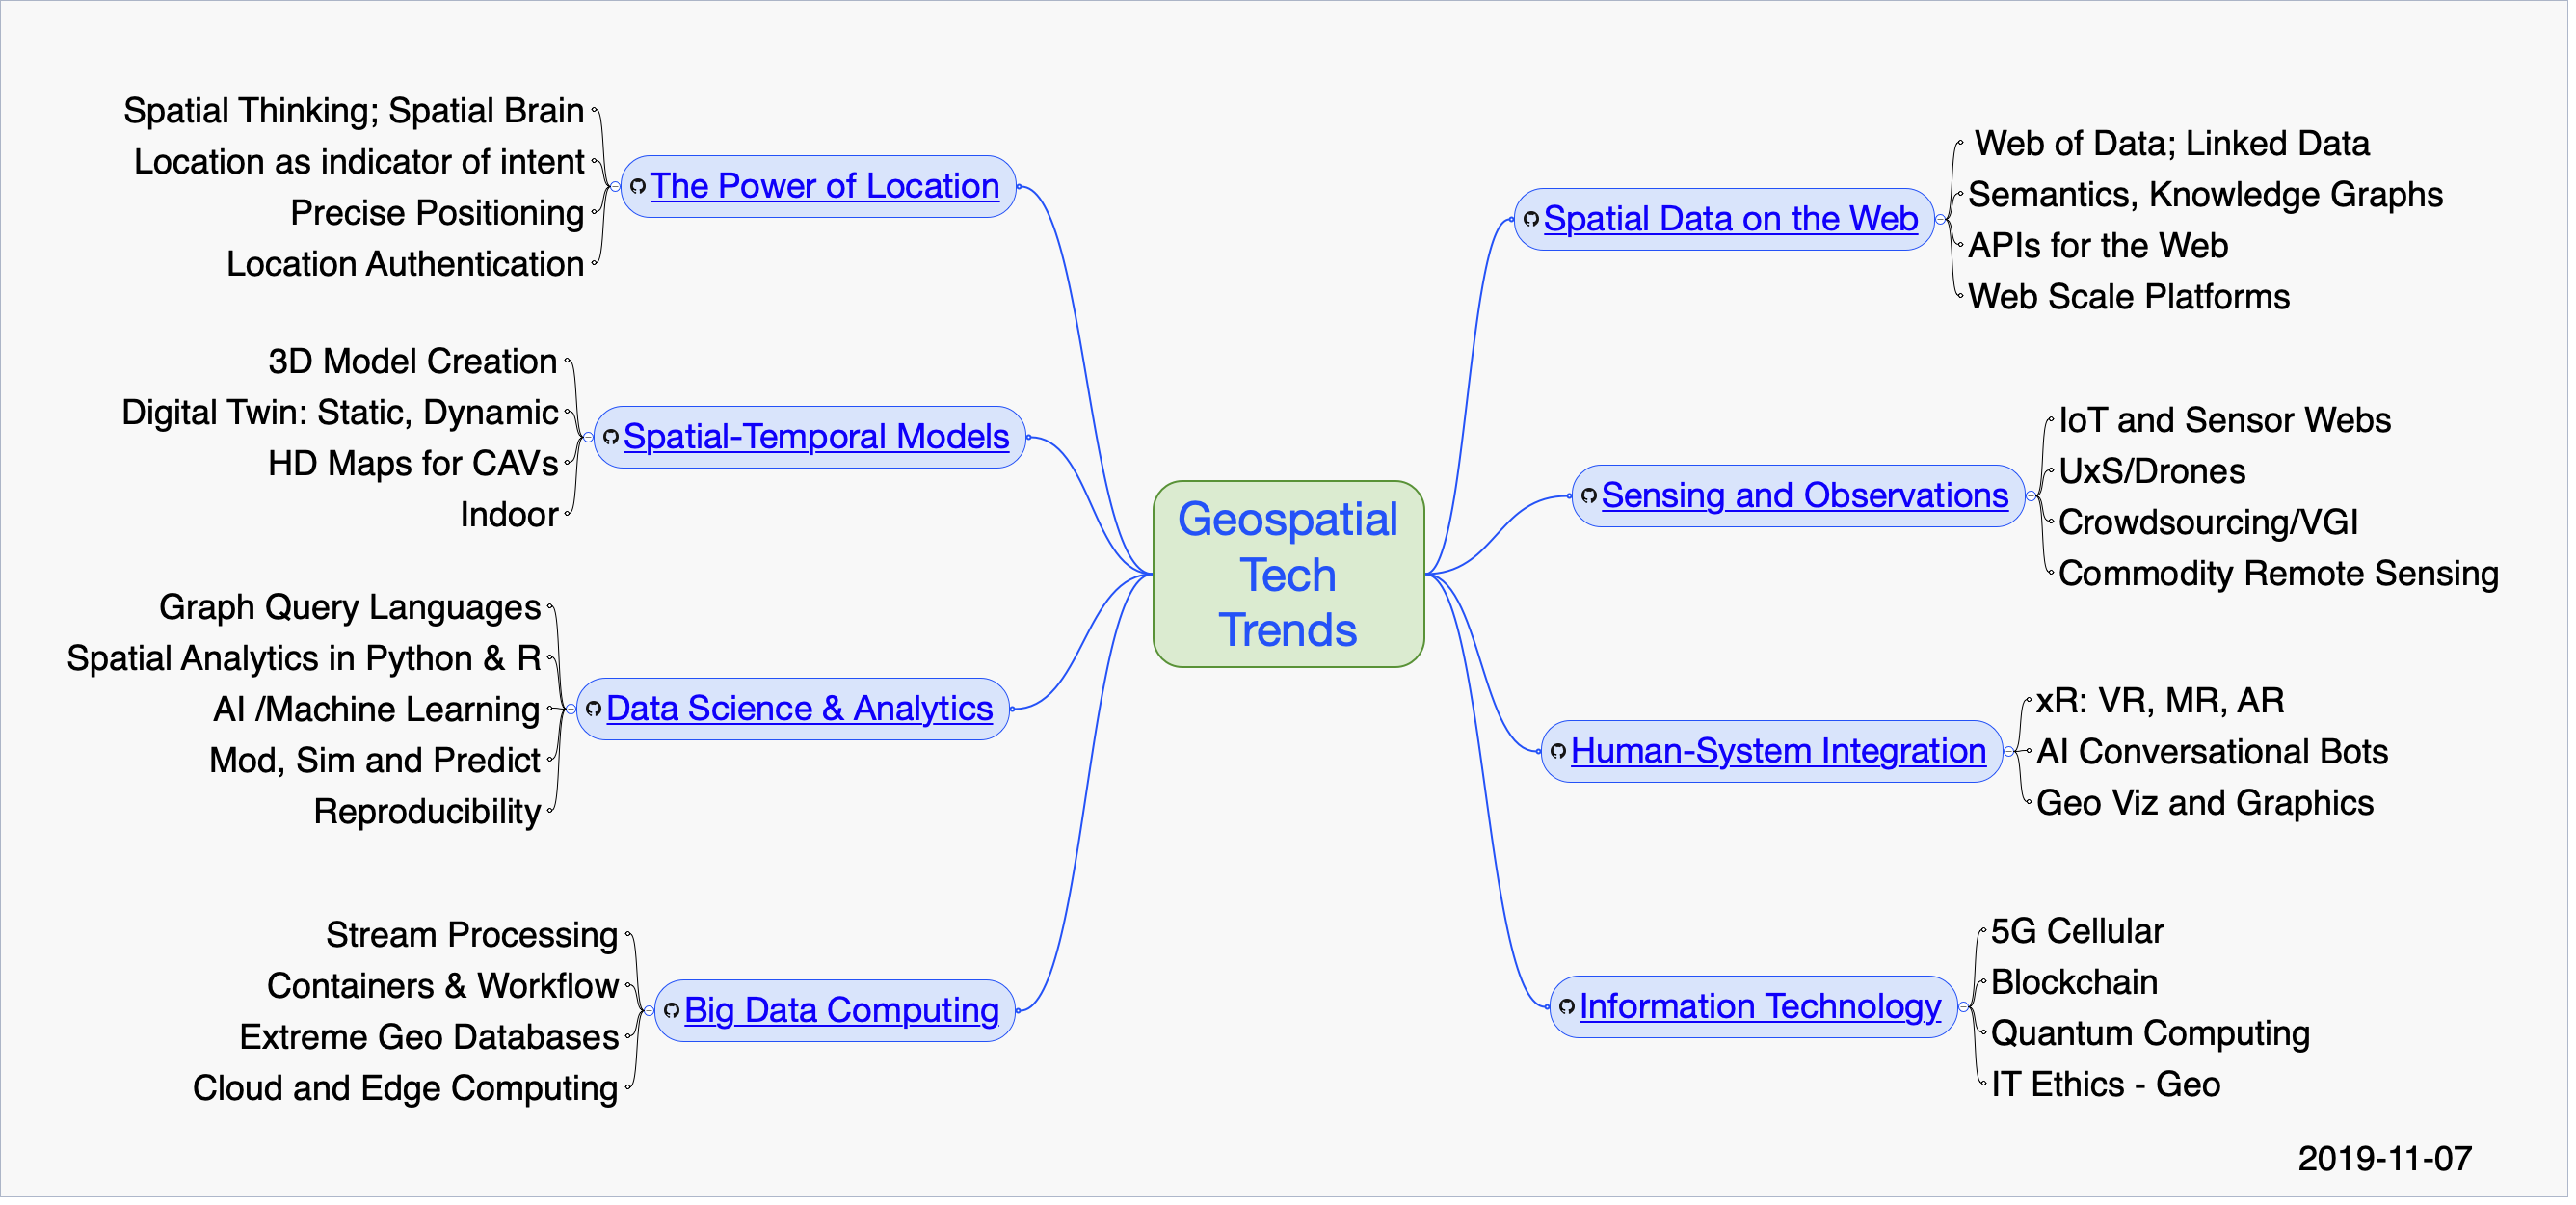 Spatial Thinking; Spatial Brain
Location as indicator of intent
Precise Positioning
Location Authentication
The Power of Location
3D Model Creation
Digital Twin: Static, Dynamic
HD Maps for CAVs
Indoor
Spatial-Temporal Models
Graph Query Languages
Spatial Analytics in Python & R
AI /Machine Learning
Mod, Sim and Predict
Reproducibility
Data Science & Analytics
Stream Processing
Containers & Workflow
Extreme Geo Databases
Cloud and Edge Computing
Big Data Computing
Geospatial
Tech
Trends
Spatial Data on the Web
Web of Data; Linked Data
Semantics, Knowledge Graphs
APIs for the Web
Web Scale Platforms
Sensing and Observations
IoT and Sensor Webs
UxS/Drones
Crowdsourcing/VGI
Commodity Remote Sensing
Human-System Integration
xR: VR, MR, AR
AI Conversational Bots
Geo Viz and Graphics
Information Technology
5G Cellular
Blockchain
Quantum Computing
IT Ethics - Geo
2019-11-07